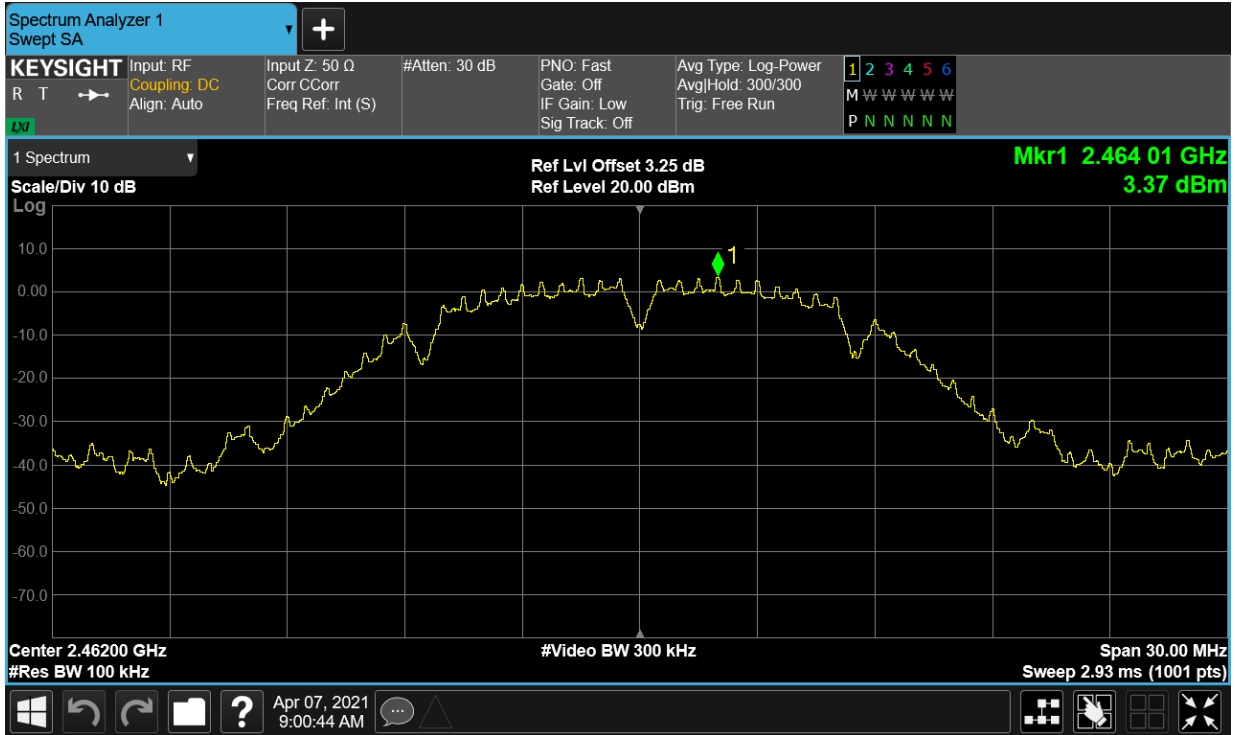 Spectrum Analyzer 1
Swept SA
KEYSIGHT
R T
LXI
Input: RF
Coupling: DC
Align: Auto
Input Z: 50 Ω
Corr CCorr
Freq Ref: Int (S)
#Atten: 30 dB
PNO: Fast
Gate: Off
IF Gain: Low
Sig Track: Off
Avg Type: Log-Power
Avg|Hold: 300/300
Trig: Free Run
1 2 3 4 5 6
M W W W W W
P N N N N N
1 Spectrum
Scale/Div 10 dB
Log
Ref Lvl Offset 3.25 dB
Ref Level 20.00 dBm
Mkr1 2.464 01 GHz
3.37 dBm
1
10.0
0.00
-10.0
-20.0
-30.0
-40.0
-50.0
-60.0
-70.0
Center 2.46200 GHz
#Res BW 100 kHz
#Video BW 300 kHz
Span 30.00 MHz
Sweep 2.93 ms (1001 pts)
?
Apr 07, 2021
9:00:44 AM